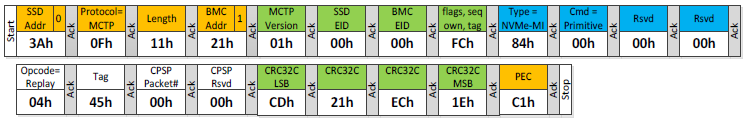 Start SSD Addr 0 Ack Protocol= MCTP Ack Length Ack BMC Addr 1 Ack MCTP Version Ack SSD EID Ack BMC EID Ack flags, seq own, tag Ack Type = NVMe-MI Ack Cmd = Primitive Ack Rsvd Ack Rsvd Ack
3Ah 0Fh 11h 21h 01h 00h 00h FCh 84h 00h 00h 00h
Opcode= Replay Ack Tag Ack CPSP Packet# Ack CPSP Rsvd Ack CRC32C LSB Ack CRC32C Ack CRC32C Ack CRC32C MSB Ack PEC Ack Stop
04h 45h 00h 00h CDh 21h ECh 1Eh C1h